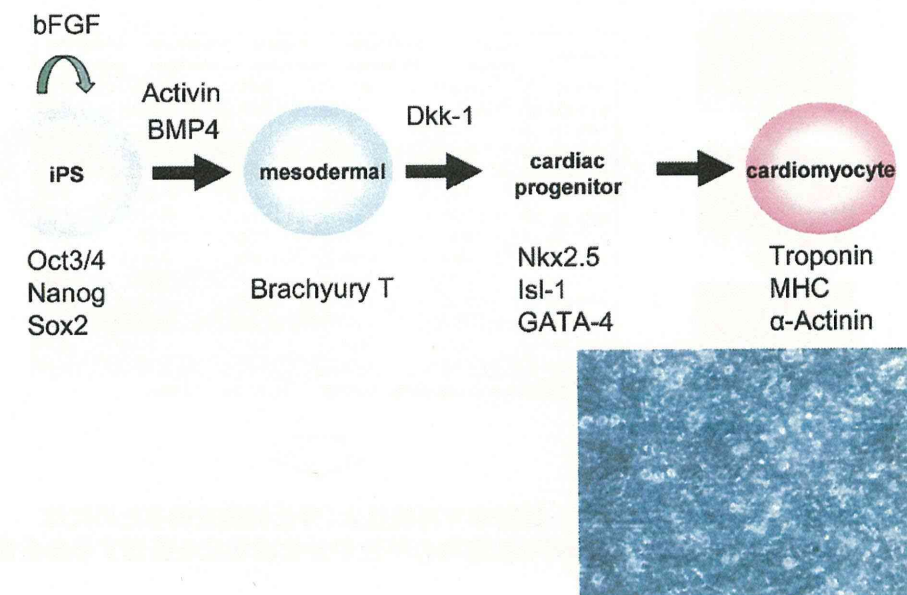 bFGF
Activin
BMP4
Dkk-1
iPS
mesodermal
cardiac
progenitor
cardiomyocyte
Oct3/4
Nanog
Sox2
Brachyury T
Nkx2.5
Isl-1
GATA-4
Troponin
MHC
α-Actinin